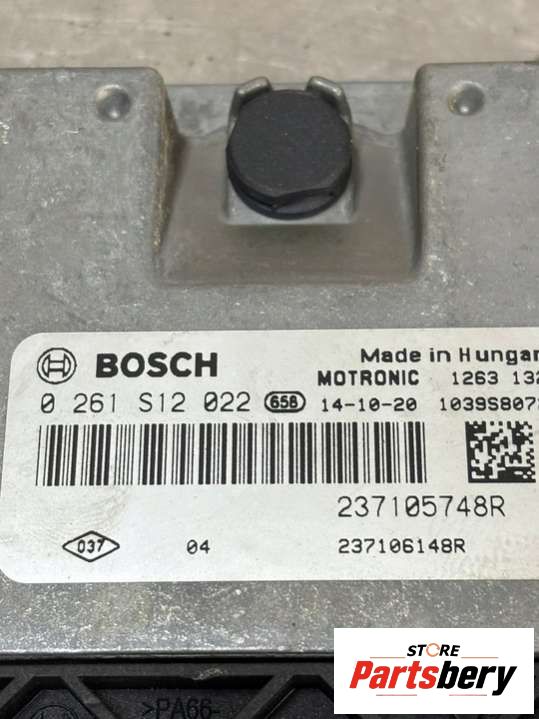 BOSCH Made in Hungar
MOTRONIC 1263 132
0 261 S12 022 658 14-10-20 1039S807
237105748R
037 04 237106148R
>PA66-
STORE
Partsbery